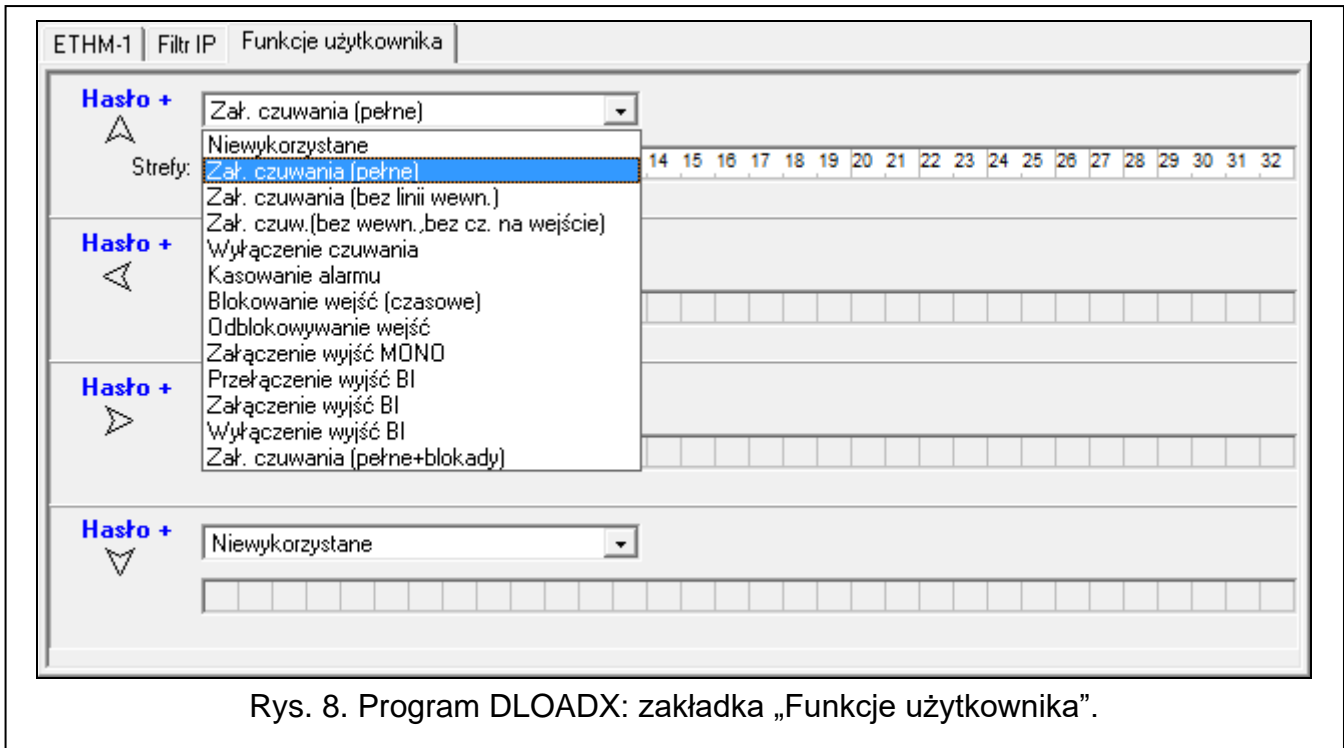 ETHM-1 Filtr IP Funkcje użytkownika
Hasło +
Zał. czuwania (pełne)
Niewykorzystane
Strefy:
Zał. czuwania (pełne)
14 15 16 17 18 19 20 21 22 23 24 25 26 27 28 29 30 31 32
Zał. czuwania (bez linii wewn.)
Zał. czuw.(bez wewn.,bez cz. na wejście)
Hasło +
Wyłączenie czuwania
Kasowanie alarmu
Blokowanie wejść (czasowe)
Odblokowywanie wejść
Załączenie wyjść MONO
Hasło +
Przełączenie wyjść BI
Załączenie wyjść BI
Wyłączenie wyjść BI
Zał. czuwania (pełne+blokady)
Hasło +
Niewykorzystane
Rys. 8. Program DLOADX: zakładka „Funkcje użytkownika”.